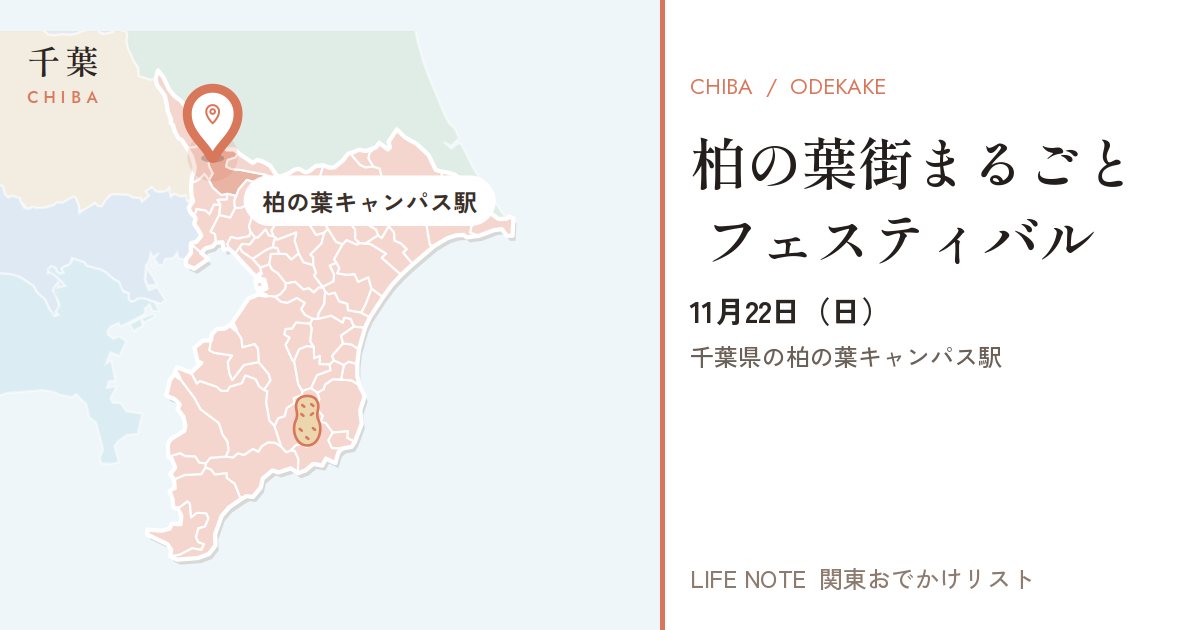 千葉
CHIBA
柏の葉キャンパス駅
CHIBA / ODEKAKE
柏の葉街まるごと
フェスティバル
11月22日（日）
千葉県の柏の葉キャンパス駅
LIFE NOTE 関東おでかけリスト